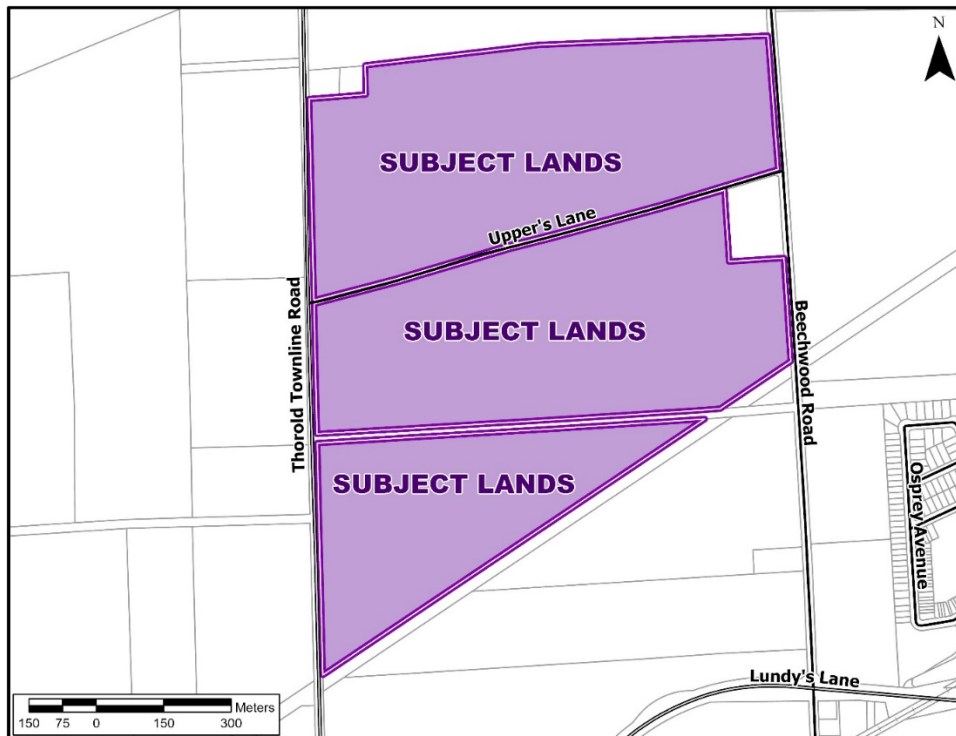 N
SUBJECT LANDS
Upper's Lane
SUBJECT LANDS
Thorold Townline Road
Beechwood Road
SUBJECT LANDS
Osprey Avenue
Lundy's Lane
Meters
150 75 0 150 300